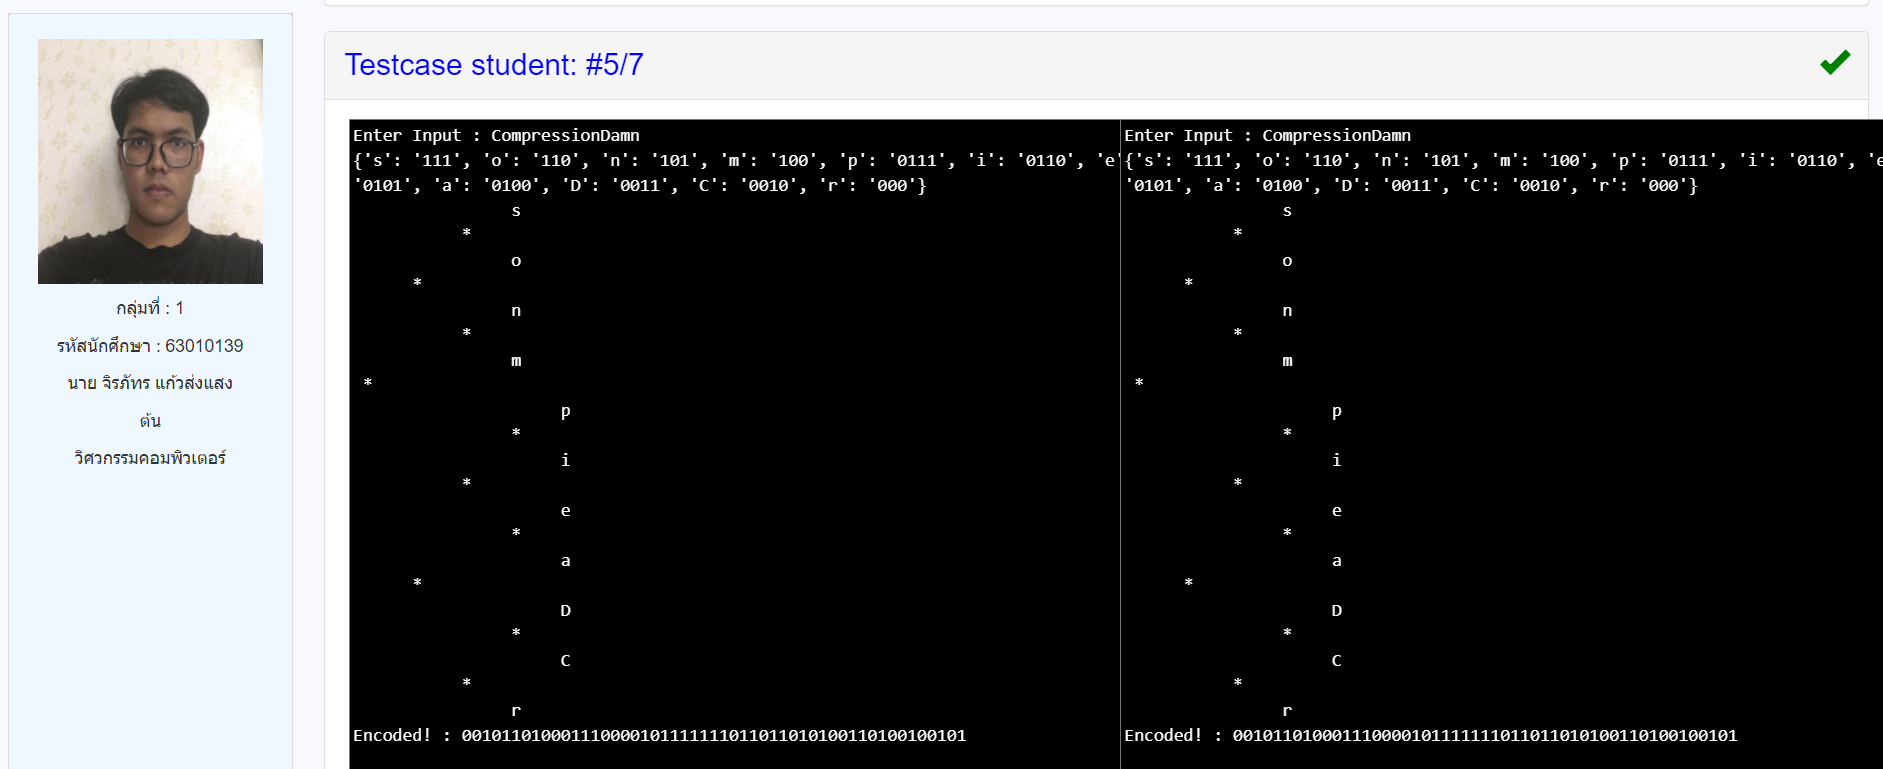 กลุ่มที่ : 1
รหัสนักศึกษา : 63010139
นาย จิรภัทร แก้วส่งแสง
ต้น
วิศวกรรมคอมพิวเตอร์
Testcase student: #5/7
Enter Input : CompressionDamn
{'s': '111', 'o': '110', 'n': '101', 'm': '100', 'p': '0111', 'i': '0110', 'e'
'0101', 'a': '0100', 'D': '0011', 'C': '0010', 'r': '000'}
s
*
o
*
n
*
m
*
p
*
i
*
e
*
a
*
D
*
C
*
r
Encoded! : 0010110100011100001011111110110110101001101001​00101
Enter Input : CompressionDamn
{'s': '111', 'o': '110', 'n': '101', 'm': '100', 'p': '0111', 'i': '0110', 'e
'0101', 'a': '0100', 'D': '0011', 'C': '0010', 'r': '000'}
s
*
o
*
n
*
m
*
p
*
i
*
e
*
a
*
D
*
C
*
r
Encoded! : 001011010001110000101111111011011010100110100100101